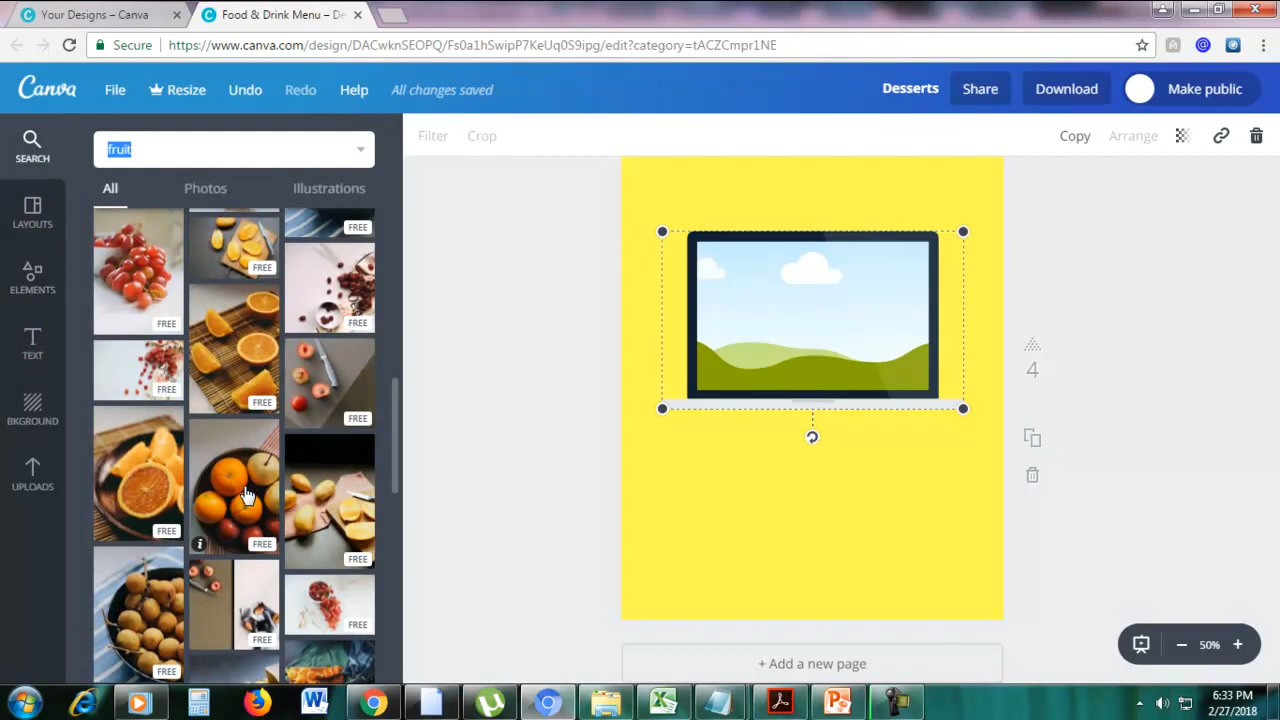 Your Designs – Canva
Food & Drink Menu – De
Secure
https://www.canva.com/design/DACwknSEOPQ/Fs0a1hSwipP7KeUq0S9ipg/edit?category=tACZCmpr1NE
Canva
File
Resize
Undo
Redo
Help
All changes saved
Desserts
Share
Download
Make public
SEARCH
fruit
Filter
Crop
Copy
Arrange
All
Photos
Illustrations
LAYOUTS
ELEMENTS
TEXT
BKGROUND
UPLOADS
FREE
FREE
FREE
FREE
FREE
FREE
FREE
FREE
FREE
FREE
FREE
FREE
FREE
4
+ Add a new page
50%
6:33 PM
2/27/2018